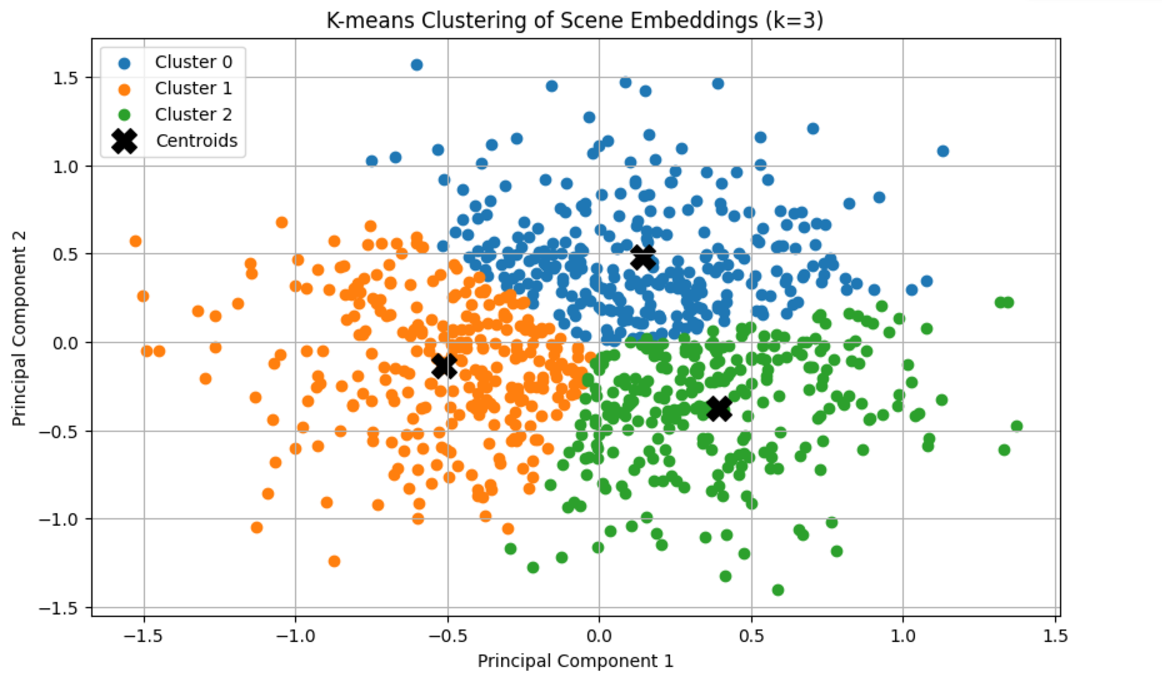 K-means Clustering of Scene Embeddings (k=3)
Cluster 0
Cluster 1
Cluster 2
Centroids
Principal Component 2
1.5
1.0
0.5
0.0
−0.5
−1.0
−1.5
−1.5 −1.0 −0.5 0.0 0.5 1.0 1.5
Principal Component 1